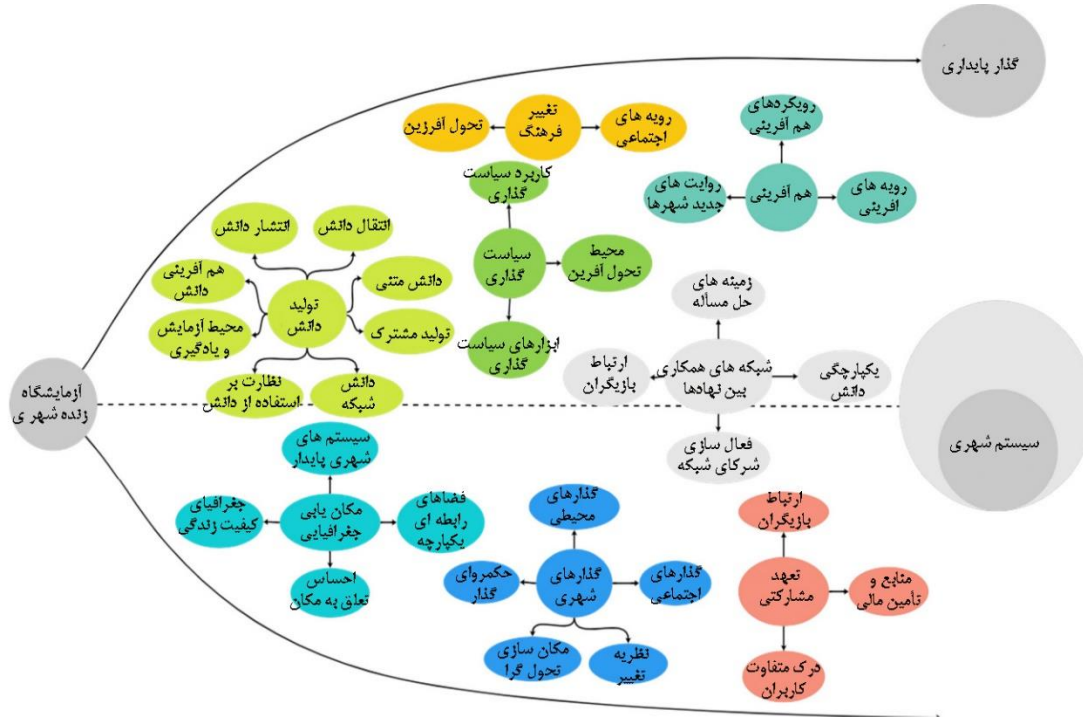 گذار پایداری
رویکردهای
هم آفرینی
تغییر
فرهنگ
رویه های
اجتماعی
تحول آفرزین
هم آفرینی
رویه های
افرینی
روایت های
جدید شهرها
کاربرد سیاست
گذاری
سیاست
گذاری
محیط
تحول آفرین
ابزارهای سیاست
گذاری
انتقال دانش
انتشار دانش
تولید
دانش
دانش متنی
هم آفرینی
دانش
تولید مشترک
محیط آزمایش
و یادگیری
دانش
شبکه
نظارت بر
استفاده از دانش
زمینه های
حل مسأله
شبکه های همکاری
بین نهادها
یکپارچگی
دانش
ارتباط
بازیگران
فعال سازی
شرکای شبکه
آزمایشگاه
زنده شهر ی
سیستم شهری
سیستم های
شهری پایدار
مکان یابی
جغرافیایی
فضاهای
رابطه ای
یکپارچه
جغرافیای
کیفیت زندگی
احساس
تعلق به مکان
گذارهای
محیطی
گذارهای
شهری
گذارهای
اجتماعی
حکمروای
گذار
نظریه
تغییر
مکان سازی
تحول گرا
ارتباط
بازیگران
تعهد
مشارکتی
منابع و
تأمین مالی
درک متفاوت
کاربران